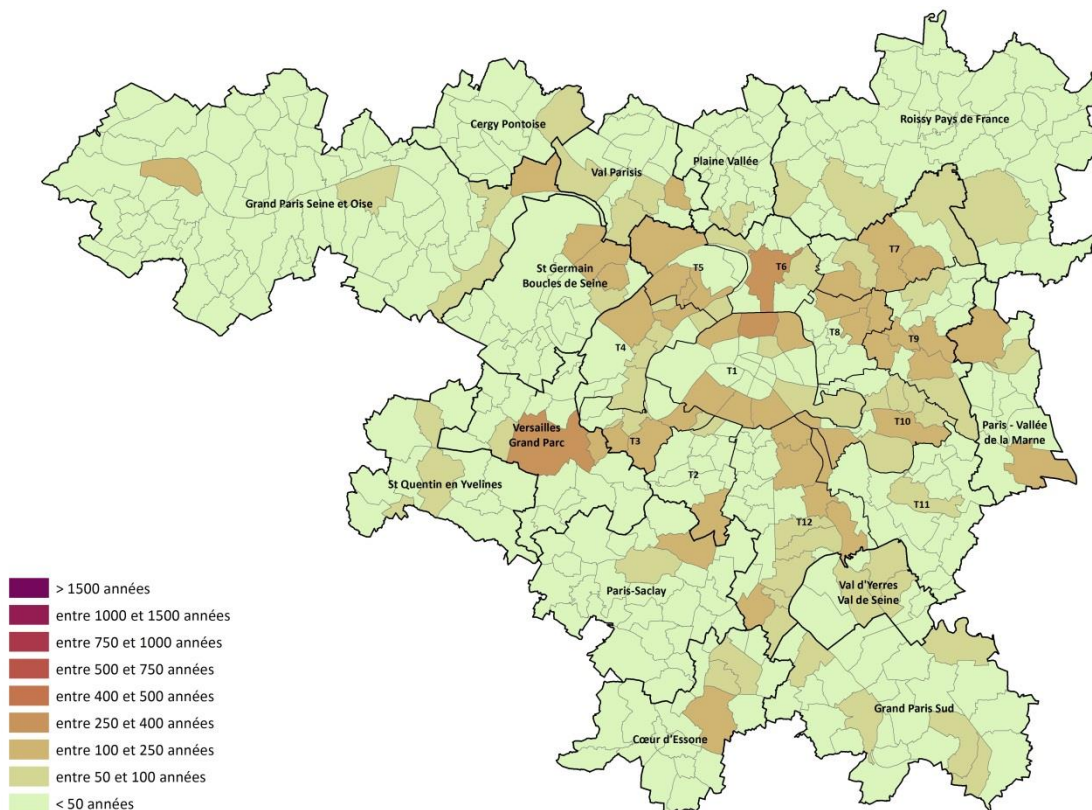 Cergy Pontoise
Roissy Pays de France
Plaine Vallée
Val Parisis
Grand Paris Seine et Oise
T7
T6
T5
St Germain
Boucles de Seine
T8
T9
T4
T1
Versailles
Grand Parc
T3
T10
Paris - Vallée
de la Marne
T2
St Quentin en Yvelines
T11
T12
Paris-Saclay
Val d'Yerres
Val de Seine
Grand Paris Sud
Cœur d'Essone
> 1500 années
entre 1000 et 1500 années
entre 750 et 1000 années
entre 500 et 750 années
entre 400 et 500 années
entre 250 et 400 années
entre 100 et 250 années
entre 50 et 100 années
< 50 années